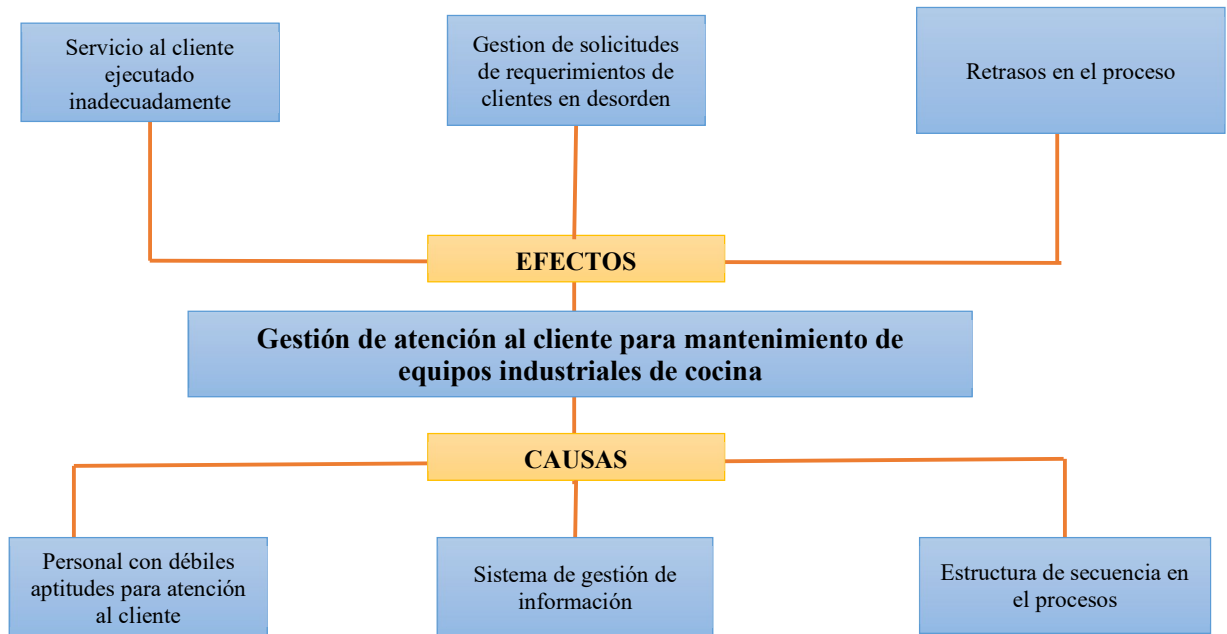 Servicio al cliente
ejecutado
inadecuadamente
Gestion de solicitudes
de requerimientos de
clientes en desorden
Retrasos en el proceso
EFECTOS
Gestión de atención al cliente para mantenimiento de
equipos industriales de cocina
CAUSAS
Personal con débiles
aptitudes para atención
al cliente
Sistema de gestión de
información
Estructura de secuencia en
el procesos